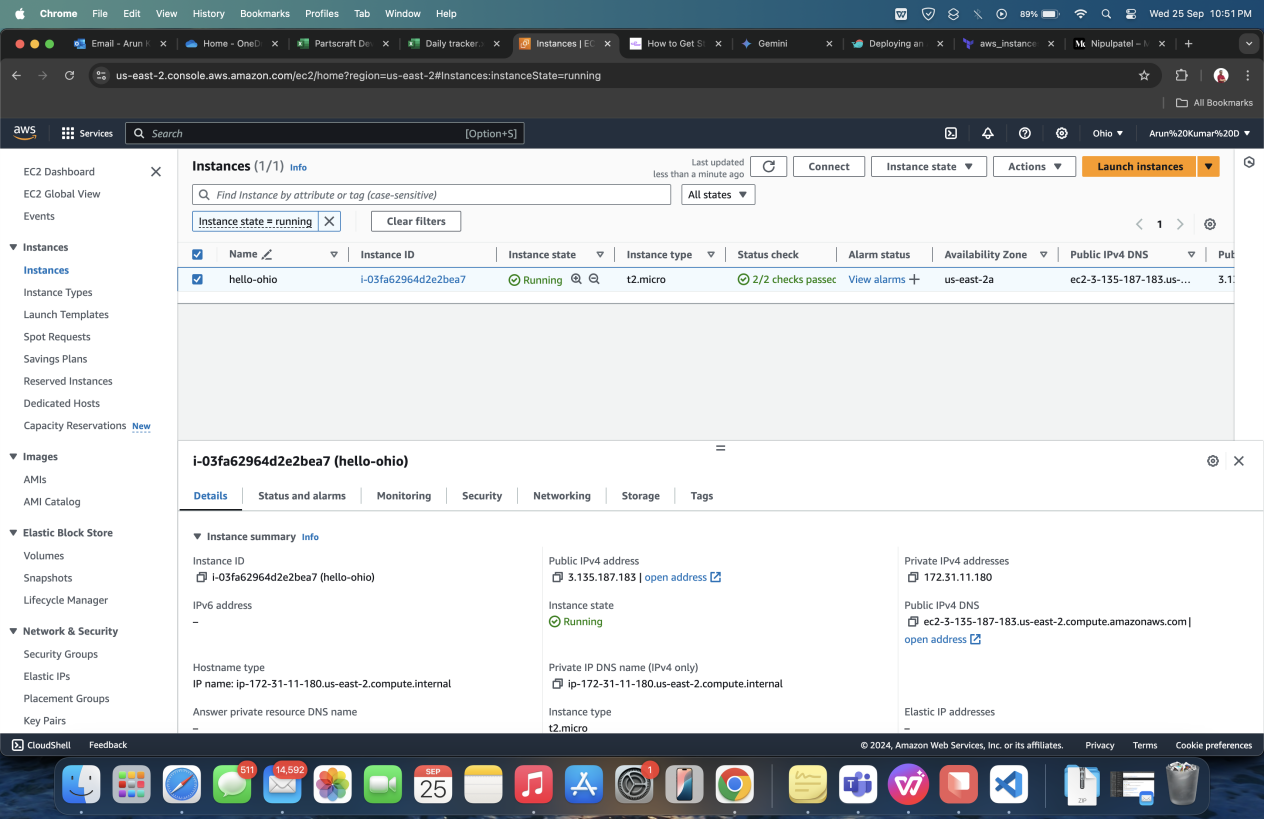 Chrome File Edit View History Bookmarks Profiles Tab Window Help 89% Wed 25 Sep 10:51 PM
Email - Arun K Home - OneD Partscraft De Daily tracker. Instances | EC How to Get S Gemini Deploying an aws_instance Nipulpatel – M
us-east-2.console.aws.amazon.com/ec2/home?region=us-east-2#Instances:instanceState=running
All Bookmarks
aws Services Search [Option+S] Ohio Arun%20Kumar%20D
EC2 Dashboard
EC2 Global View
Events
Instances
Instances
Instance Types
Launch Templates
Spot Requests
Savings Plans
Reserved Instances
Dedicated Hosts
Capacity Reservations New
Images
AMIs
AMI Catalog
Elastic Block Store
Volumes
Snapshots
Lifecycle Manager
Network & Security
Security Groups
Elastic IPs
Placement Groups
Key Pairs
Instances (1/1) Info
Last updated
less than a minute ago
Connect Instance state Actions Launch instances
Find Instance by attribute or tag (case-sensitive) All states
Instance state = running Clear filters
1
Name Instance ID Instance state Instance type Status check Alarm status Availability Zone Public IPv4 DNS Pub
hello-ohio i-03fa62964d2e2bea7 Running t2.micro 2/2 checks passed View alarms + us-east-2a ec2-3-135-187-183.us-... 3.1
i-03fa62964d2e2bea7 (hello-ohio)
Details Status and alarms Monitoring Security Networking Storage Tags
Instance summary Info
Instance ID
i-03fa62964d2e2bea7 (hello-ohio)
Public IPv4 address
3.135.187.183 | open address
Private IPv4 addresses
172.31.11.180
IPv6 address
–
Instance state
Running
Public IPv4 DNS
ec2-3-135-187-183.us-east-2.compute.amazonaws.com |
open address
Hostname type
IP name: ip-172-31-11-180.us-east-2.compute.internal
Private IP DNS name (IPv4 only)
ip-172-31-11-180.us-east-2.compute.internal
Answer private resource DNS name
–
Instance type
t2.micro
Elastic IP addresses
–
CloudShell Feedback © 2024, Amazon Web Services, Inc. or its affiliates. Privacy Terms Cookie preferences
511
14,592
SEP
25
1
ZIP